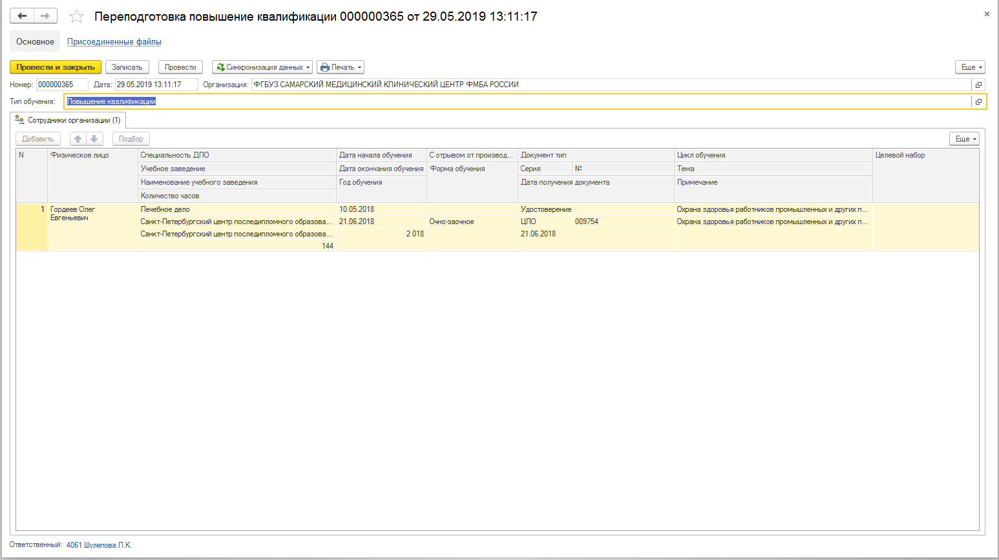 Переподготовка повышение квалификации 000000365 от 29.05.2019 13:11:17
Основное Присоединенные файлы
Провести и закрыть Записать Провести Синхронизация данных Печать Еще
Номер: 000000365 Дата: 29.05.2019 13:11:17 Организация: ФГБУЗ САМАРСКИЙ МЕДИЦИНСКИЙ КЛИНИЧЕСКИЙ ЦЕНТР ФМБА РОССИИ
Тип обучения: Повышение квалификации
Сотрудники организации (1)
Добавить Подбор Еще
N Физическое лицо Специальность ДПО Дата начала обучения С отрывом от производ... Документ тип Цикл обучения Целевой набор
Учебное заведение Дата окончания обучения Форма обучения Серия № Тема
Наименование учебного заведения Год обучения Дата получения документа Примечание
Количество часов
1 Гордеев Олег Лечебное дело 10.05.2018 Удостоверение Охрана здоровья работников промышленных и других п...
Евгеньевич Санкт-Петербургский центр последипломного образова... 21.06.2018 Очно-заочное ЦПО 009754 Охрана здоровья работников промышленных и других п...
Санкт-Петербургский центр последипломного образова... 2 018 21.06.2018
144
Ответственный: 4061 Шулепова Л.К.